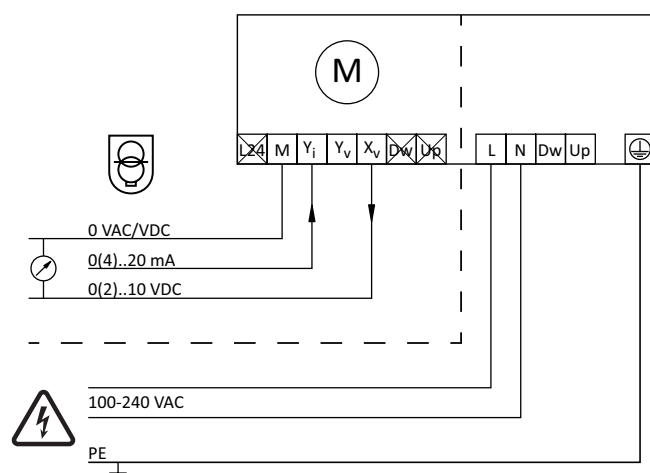 M
L24 M Yi Yv Xv Dw Up L N Dw Up
0 VAC/VDC
0(4)..20 mA
0(2)..10 VDC
100-240 VAC
PE